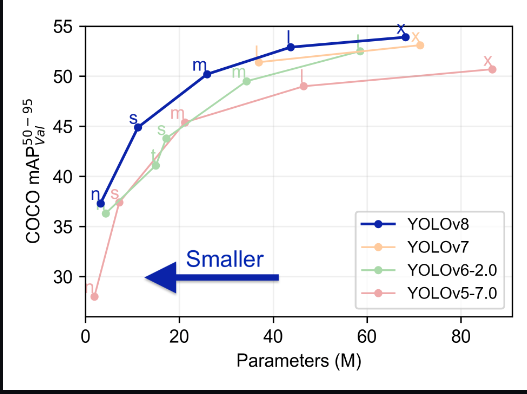 55
50
45
40
35
30
COCO mAP50−95
Val
n
s
m
l
x
l
x
n
t
s
m
l
n
s
m
l
x
Smaller
YOLOv8
YOLOv7
YOLOv6-2.0
YOLOv5-7.0
0
20
40
60
80
Parameters (M)